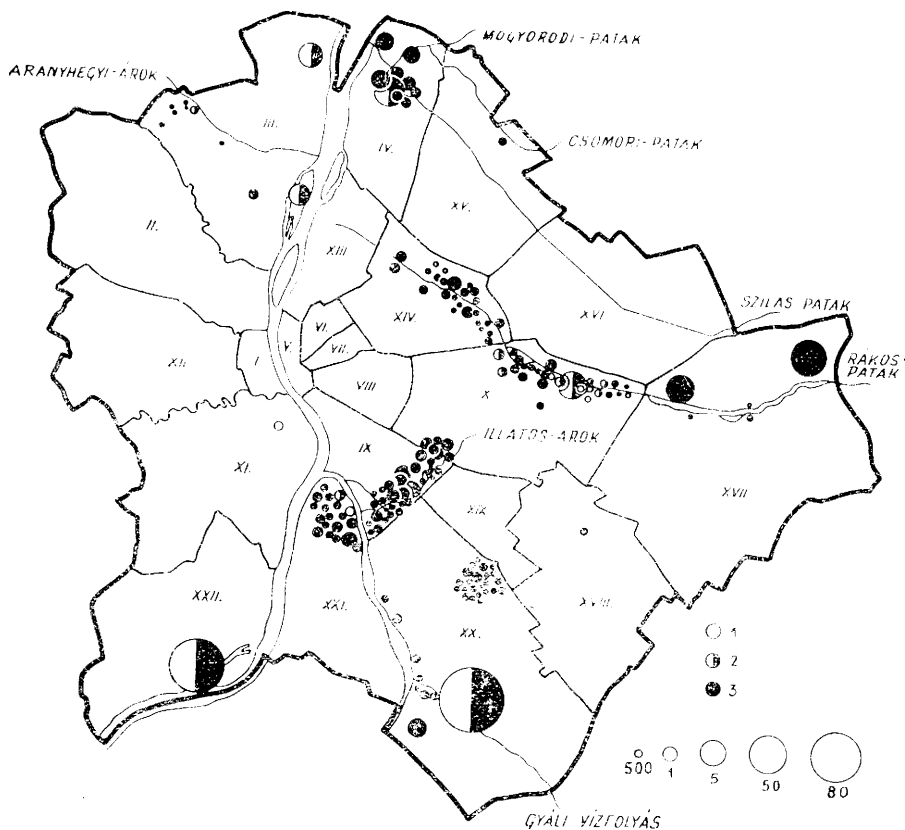 MOGYORODI-PATAK
ARANYHEGYI-ÁROK
III.
CSOMORI-PATAK
IV.
XV.
II.
XIII
SZILAS PATAK
XIV.
XVI
VI.
V.
VII.
RÁKOS-
PATAK
XII.
I
VIII
X
ILLATOS-ÁROK
IX
XI.
XVII
XIX
XXII.
XXI.
XVIII.
XX.
1
2
3
500
1
5
50
80
GYÁLI VÍZFOLYÁS